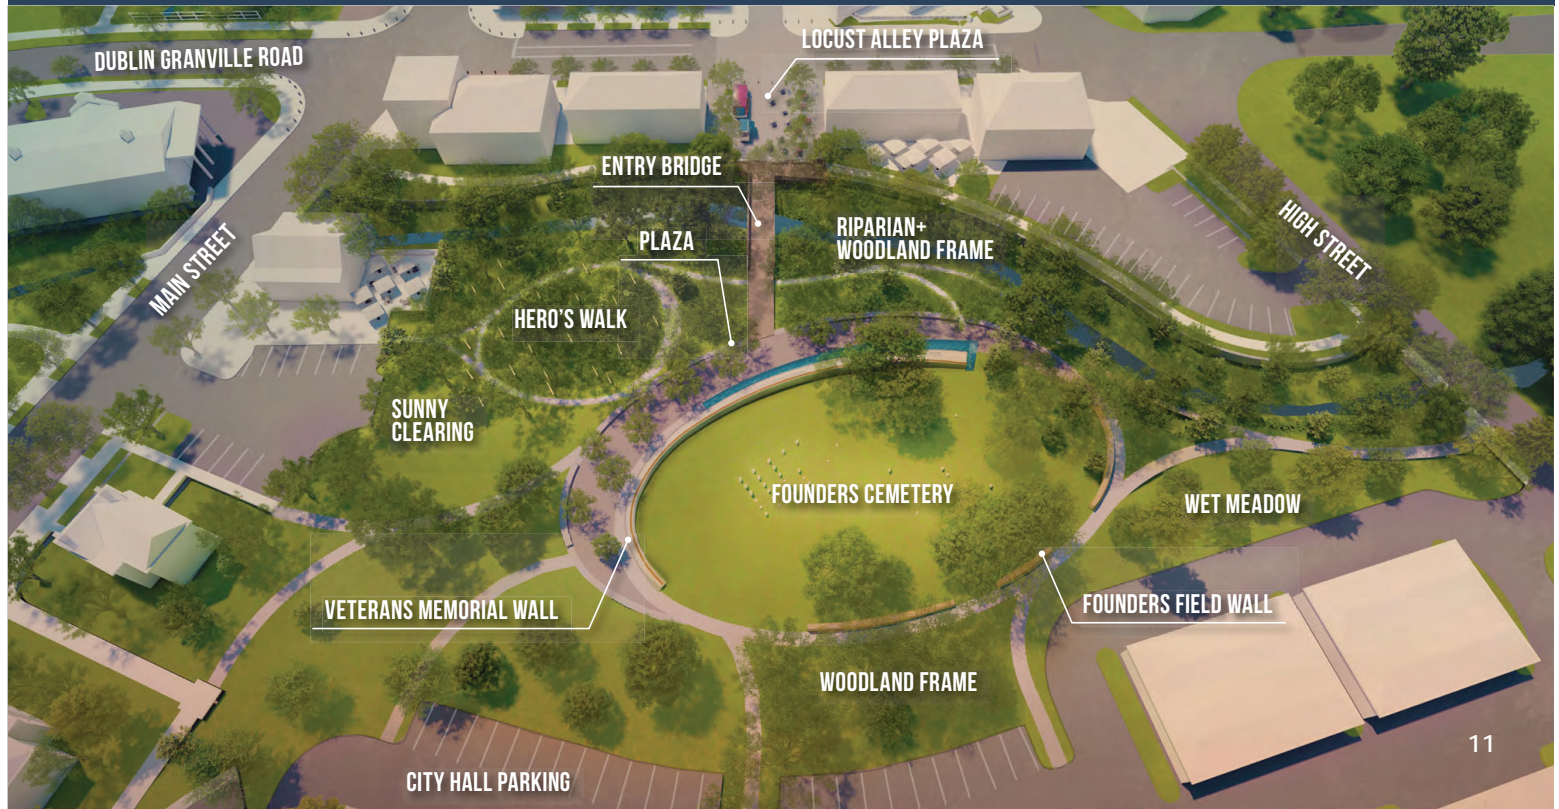 DUBLIN GRANVILLE ROAD
LOCUST ALLEY PLAZA
ENTRY BRIDGE
PLAZA
RIPARIAN+
WOODLAND FRAME
HIGH STREET
MAIN STREET
HERO'S WALK
SUNNY
CLEARING
FOUNDERS CEMETERY
WET MEADOW
VETERANS MEMORIAL WALL
FOUNDERS FIELD WALL
WOODLAND FRAME
CITY HALL PARKING
11